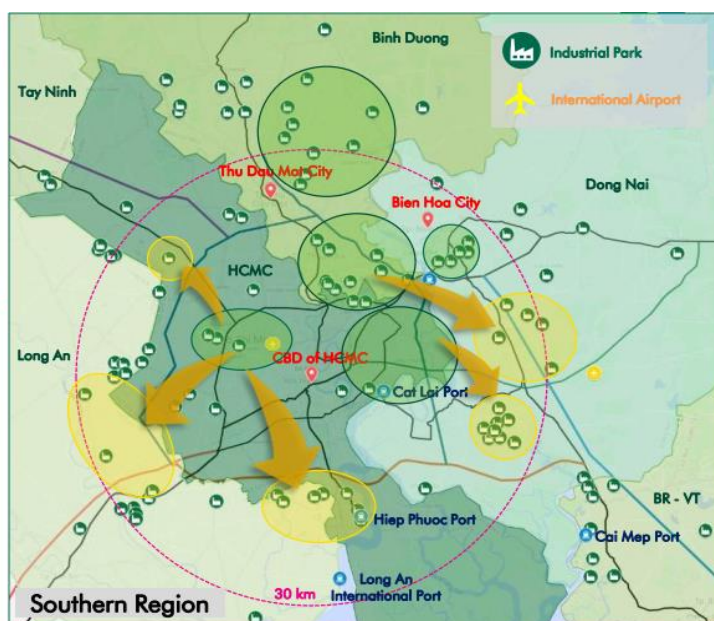 Binh Duong
Industrial Park
International Airport
Tay Ninh
Thu Dau Mot City
Bien Hoa City
Dong Nai
HCMC
Long An
CBD of HCMC
Cat Lai Port
Hiep Phuoc Port
BR - VT
Cai Mep Port
Long An
International Port
30 km
Southern Region